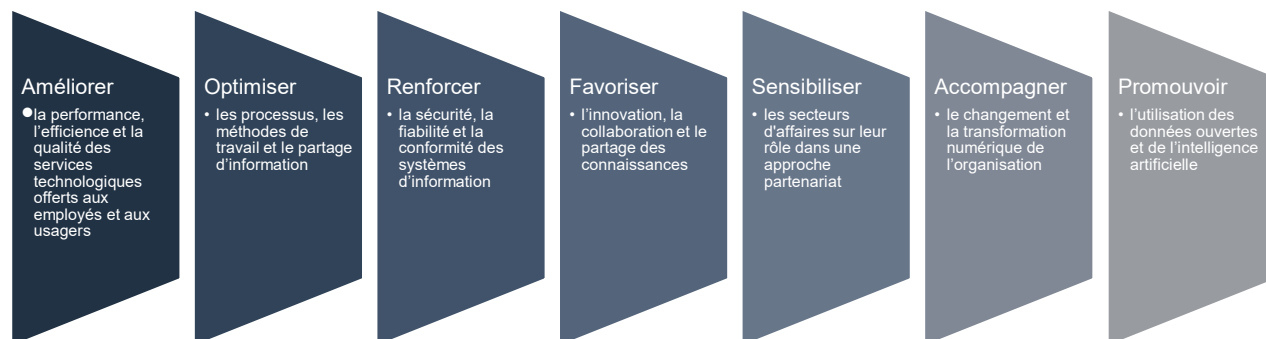 Améliorer
●la performance,
l’efficience et la
qualité des
services
technologiques
offerts aux
employés et aux
usagers
Optimiser
• les processus, les
méthodes de
travail et le partage
d’information
Renforcer
• la sécurité, la
fiabilité et la
conformité des
systèmes
d’information
Favoriser
• l’innovation, la
collaboration et le
partage des
connaissances
Sensibiliser
• les secteurs
d'affaires sur leur
rôle dans une
approche
partenariat
Accompagner
• le changement et
la transformation
numérique de
l’organisation
Promouvoir
• l’utilisation des
données ouvertes
et de l’intelligence
artificielle